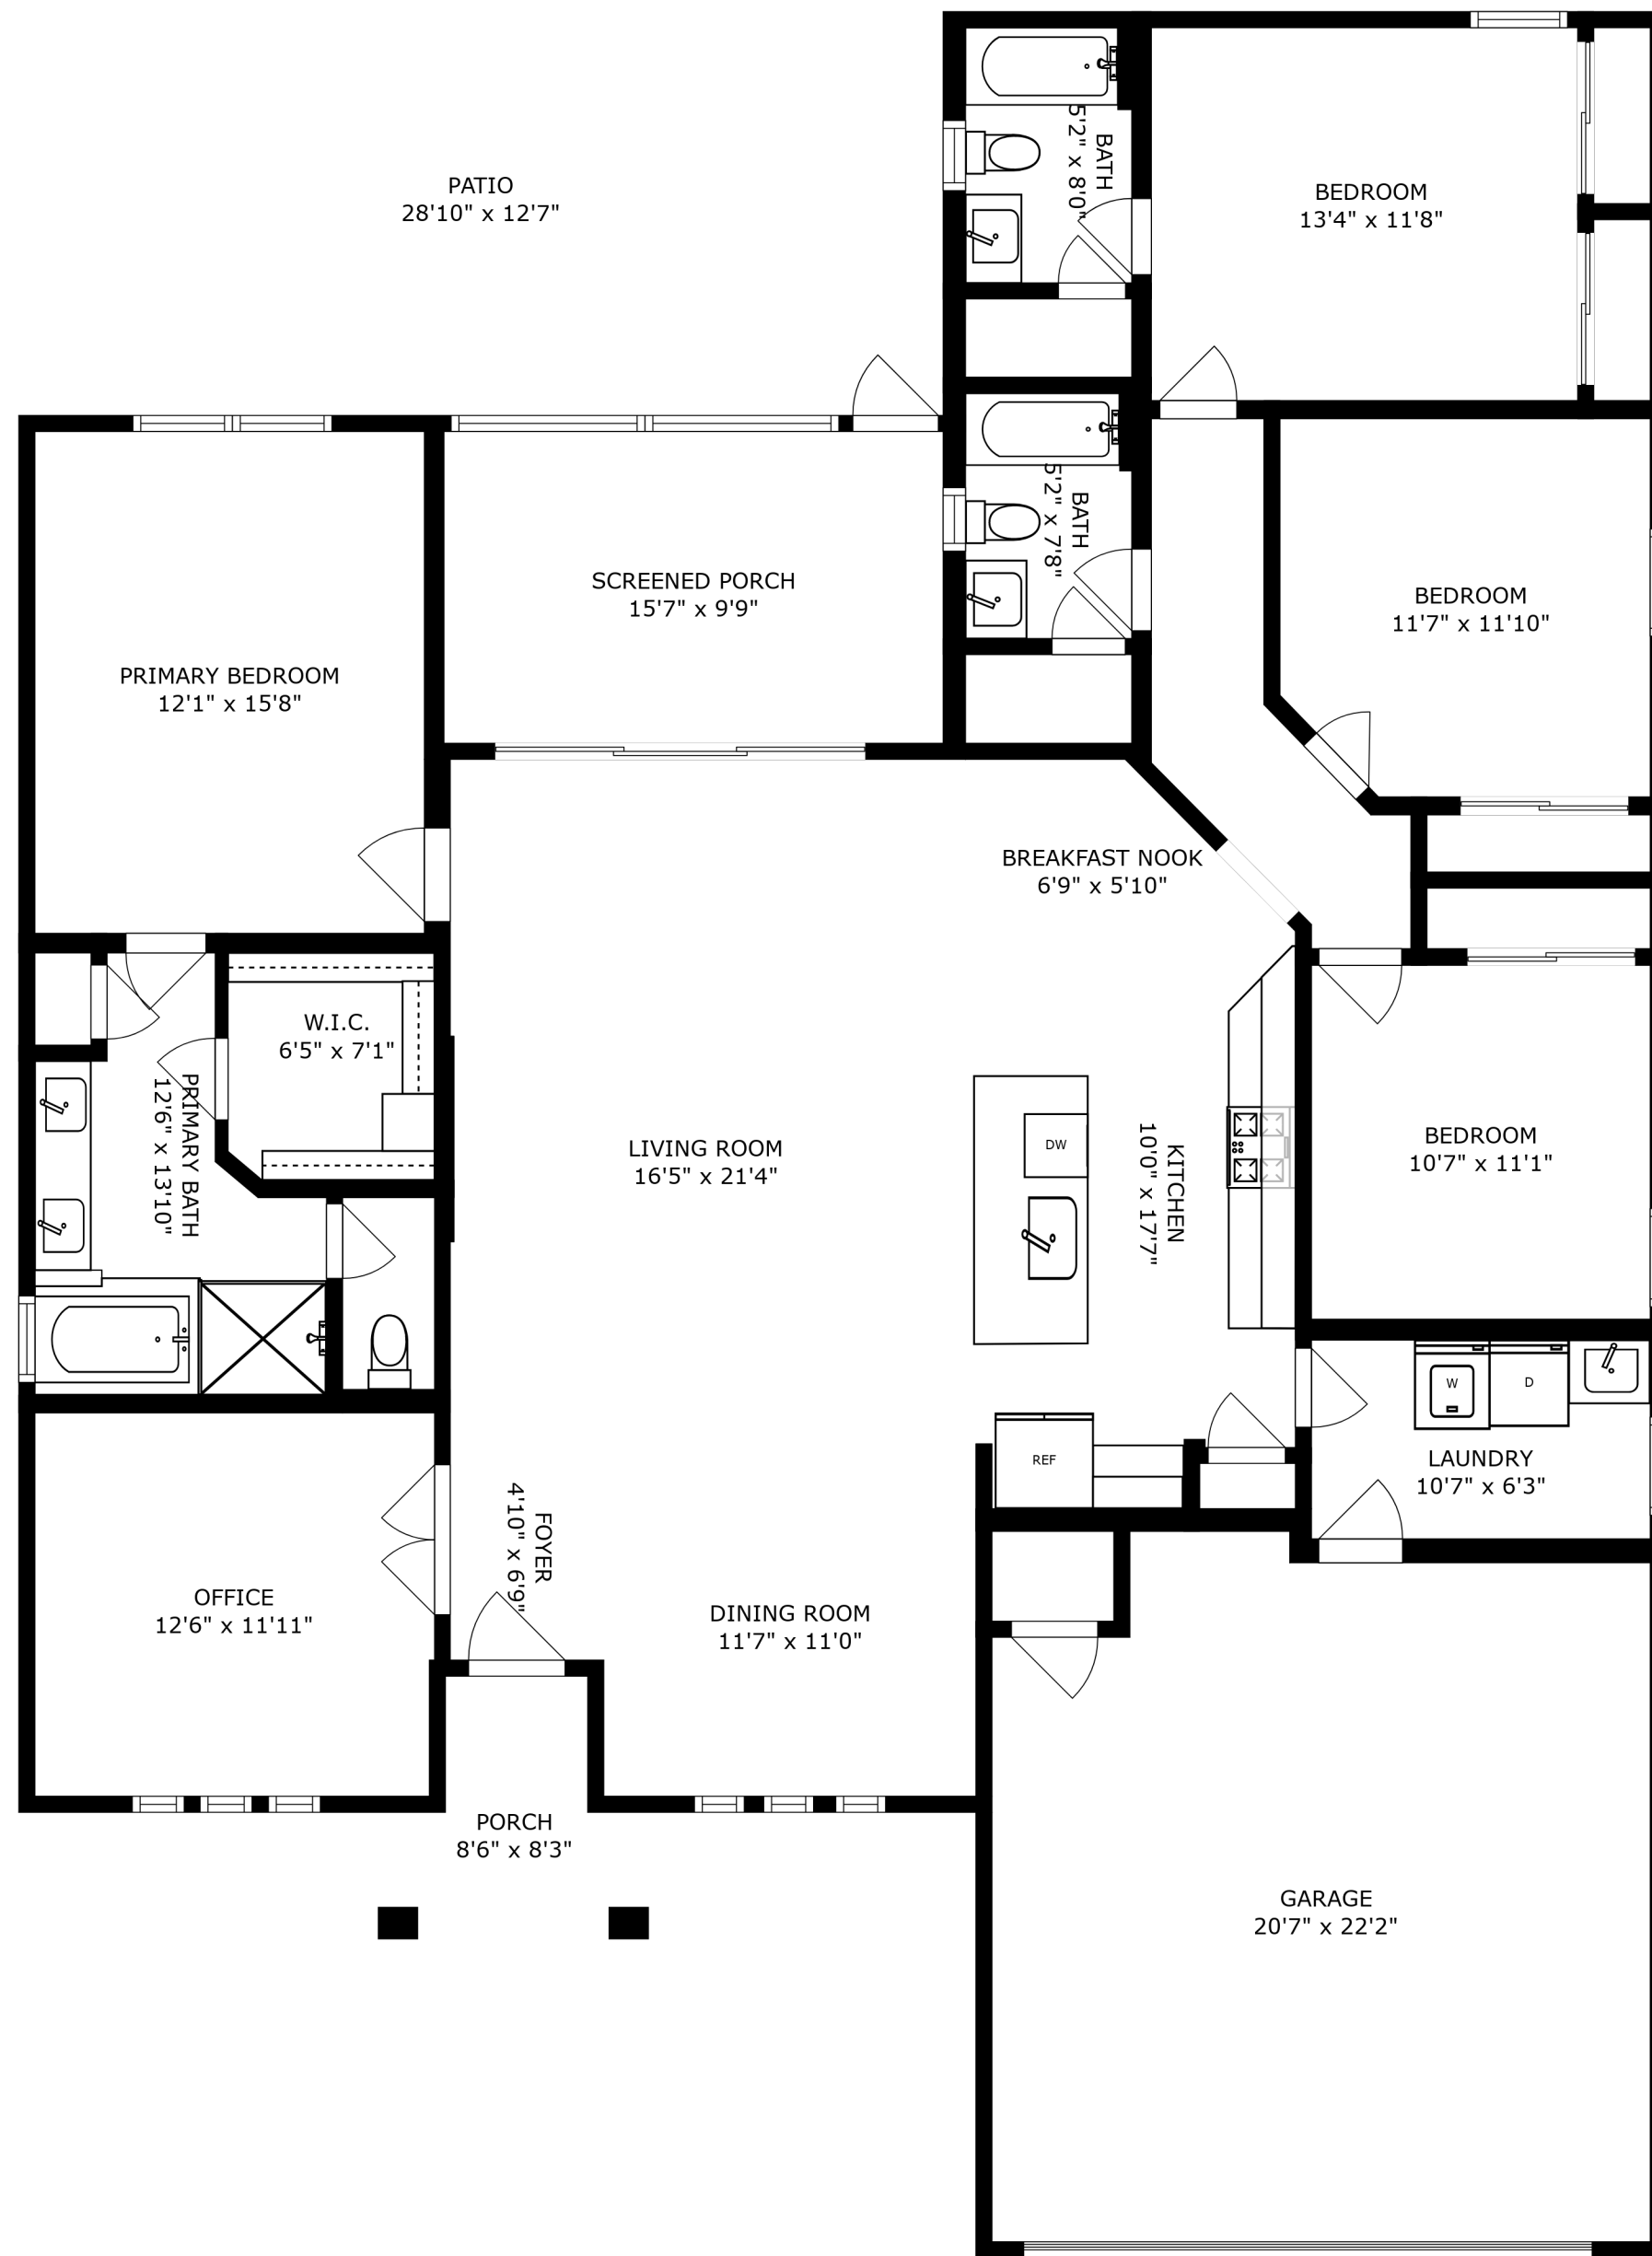 PATIO
28'10" x 12'7"
BATH
5'2" x 8'0"
BEDROOM
13'4" x 11'8"
BATH
5'2" x 7'8"
SCREENED PORCH
15'7" x 9'9"
BEDROOM
11'7" x 11'10"
PRIMARY BEDROOM
12'1" x 15'8"
BREAKFAST NOOK
6'9" x 5'10"
W.I.C.
6'5" x 7'1"
PRIMARY BATH
12'6" x 13'10"
LIVING ROOM
16'5" x 21'4"
DW
KITCHEN
10'0" x 17'7"
BEDROOM
10'7" x 11'1"
W
D
REF
LAUNDRY
10'7" x 6'3"
FOYER
4'10" x 6'9"
OFFICE
12'6" x 11'11"
DINING ROOM
11'7" x 11'0"
PORCH
8'6" x 8'3"
GARAGE
20'7" x 22'2"